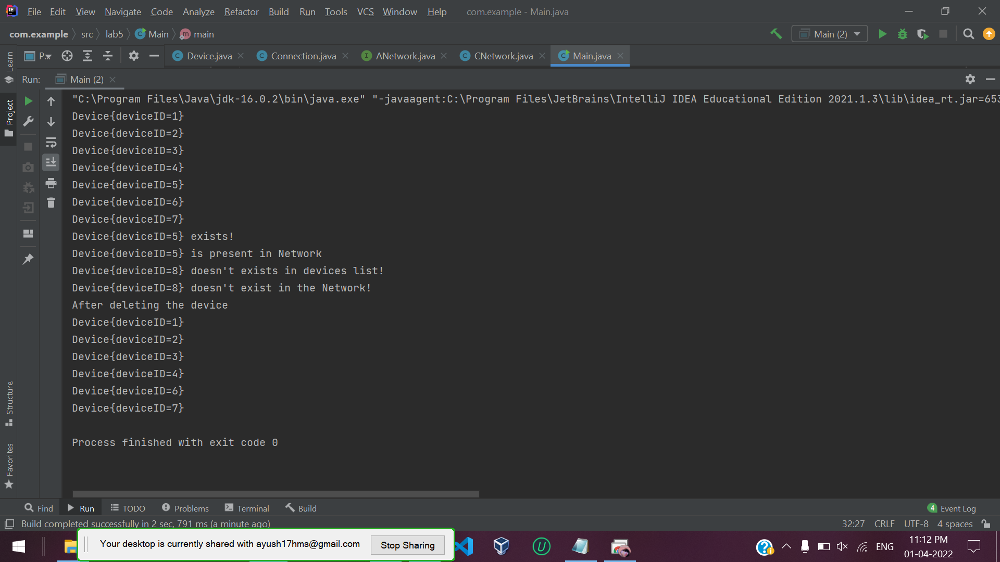 File Edit View Navigate Code Analyze Refactor Build Run Tools VCS Window Help com.example - Main.java
com.example src lab5 Main main Main (2)
Learn
P... Device.java Connection.java ANetwork.java CNetwork.java Main.java
Run: Main (2)
Project
"C:\Program Files\Java\jdk-16.0.2\bin\java.exe" "-javaagent:C:\Program Files\JetBrains\IntelliJ IDEA Educational Edition 2021.1.3\lib\idea_rt.jar=653
Device{deviceID=1}
Device{deviceID=2}
Device{deviceID=3}
Device{deviceID=4}
Device{deviceID=5}
Device{deviceID=6}
Device{deviceID=7}
Device{deviceID=5} exists!
Device{deviceID=5} is present in Network
Device{deviceID=8} doesn't exists in devices list!
Device{deviceID=8} doesn't exist in the Network!
After deleting the device
Device{deviceID=1}
Device{deviceID=2}
Device{deviceID=3}
Device{deviceID=4}
Device{deviceID=6}
Device{deviceID=7}
Process finished with exit code 0
Structure
Favorites
Find Run TODO Problems Terminal Build 4 Event Log
Build completed successfully in 2 sec, 791 ms (a minute ago) 32:27 CRLF UTF-8 4 spaces
Your desktop is currently shared with ayush17hms@gmail.com Stop Sharing
ENG 11:12 PM
01-04-2022